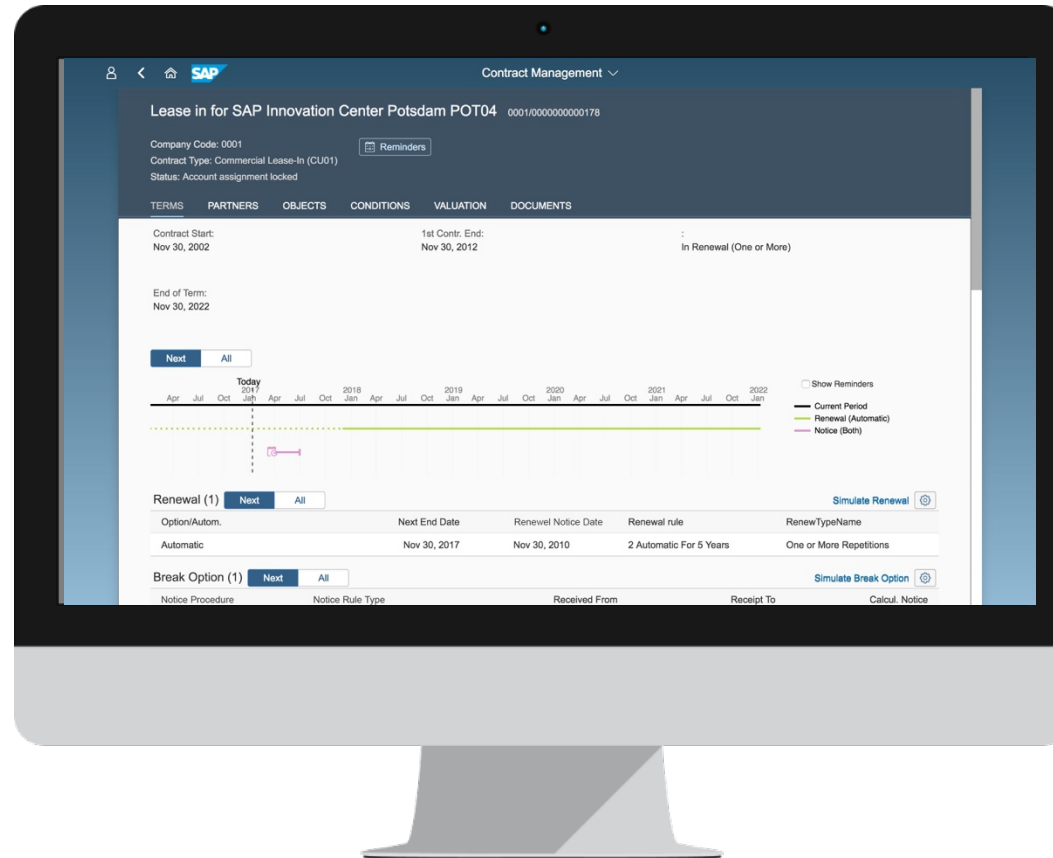 SAP
Contract Management
Lease in for SAP Innovation Center Potsdam POT04 0001/0000000000178
Company Code: 0001
Reminders
Contract Type: Commercial Lease-In (CU01)
Status: Account assignment locked
TERMS PARTNERS OBJECTS CONDITIONS VALUATION DOCUMENTS
Contract Start: 1st Contr. End: :
Nov 30, 2002 Nov 30, 2012 In Renewal (One or More)
End of Term:
Nov 30, 2022
Next All
Today
2017 2018 2019 2020 2021 2022
Apr Jul Oct Jan Apr Jul Oct Jan Apr Jul Oct Jan Apr Jul Oct Jan Apr Jul Oct Jan Apr Jul Oct Jan
Show Reminders
Current Period
Renewal (Automatic)
Notice (Both)
Renewal (1) Next All Simulate Renewal
Option/Autom. Next End Date Renewel Notice Date Renewal rule RenewTypeName
Automatic Nov 30, 2017 Nov 30, 2010 2 Automatic For 5 Years One or More Repetitions
Break Option (1) Next All Simulate Break Option
Notice Procedure Notice Rule Type Received From Receipt To Calcul. Notice